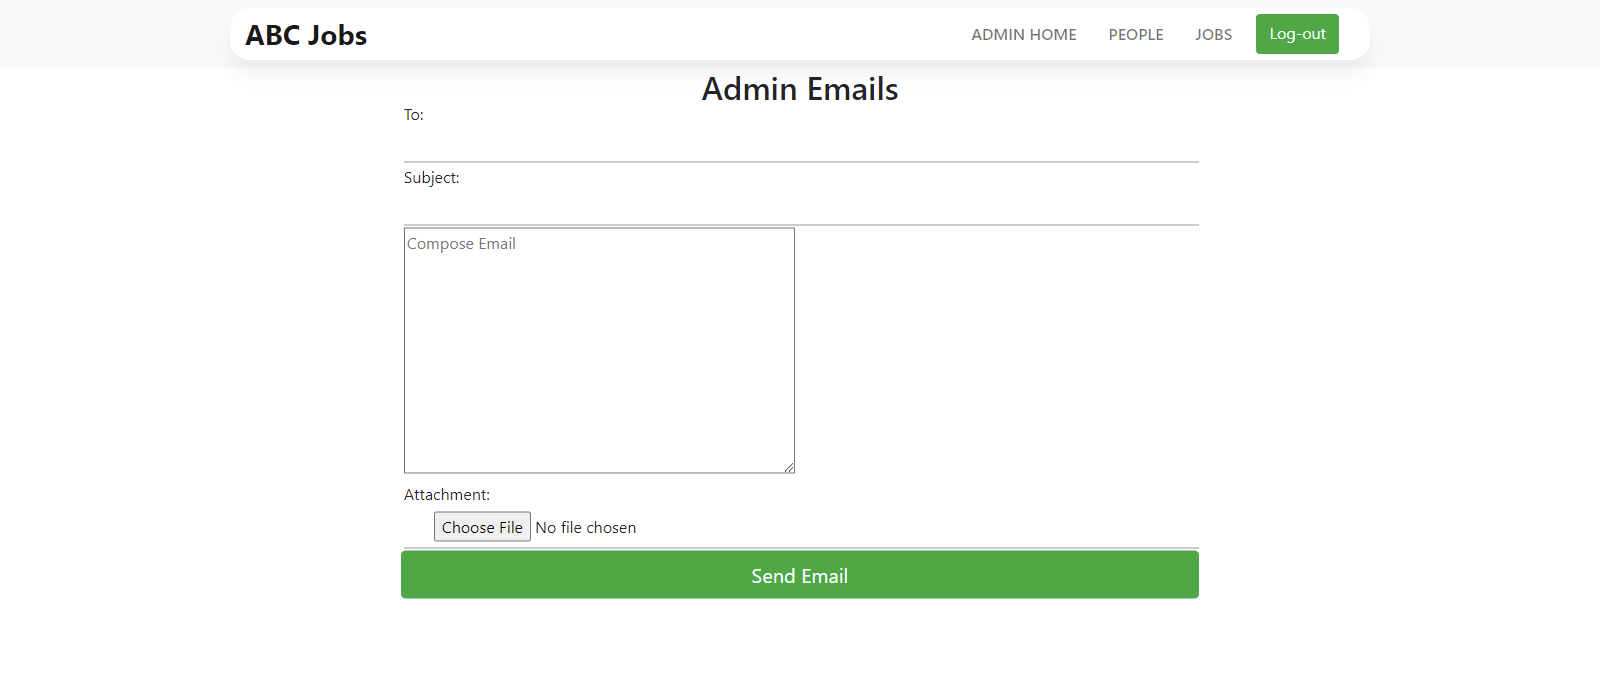 ABC Jobs ADMIN HOME PEOPLE JOBS Log-out
Admin Emails
To:
Subject:
Compose Email
Attachment:
Choose File No file chosen
Send Email